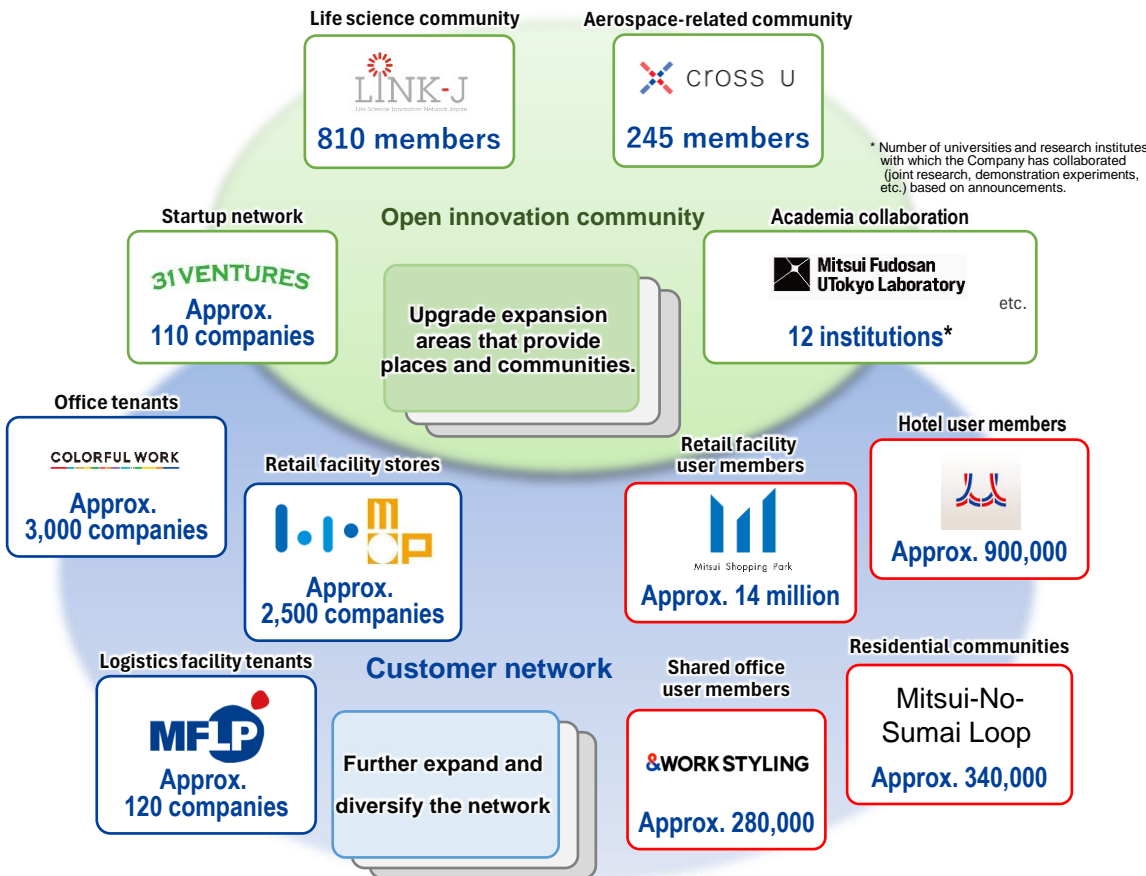 Life science community
LINK-J
Life Science Innovation Network Japan
810 members
Aerospace-related community
cross U
245 members
* Number of universities and research institutes
with which the Company has collaborated
(joint research, demonstration experiments,
etc.) based on announcements.
Startup network
31VENTURES
Approx.
110 companies
Open innovation community
Academia collaboration
Mitsui Fudosan
UTokyo Laboratory
etc.
12 institutions*
Upgrade expansion
areas that provide
places and communities.
Office tenants
COLORFUL WORK
Approx.
3,000 companies
Retail facility stores
mop
Approx.
2,500 companies
Retail facility
user members
Mitsui Shopping Park
Approx. 14 million
Hotel user members
Approx. 900,000
Logistics facility tenants
MFLP
Approx.
120 companies
Customer network
Further expand and
diversify the network
Shared office
user members
&WORK STYLING
Approx. 280,000
Residential communities
Mitsui-No-
Sumai Loop
Approx. 340,000